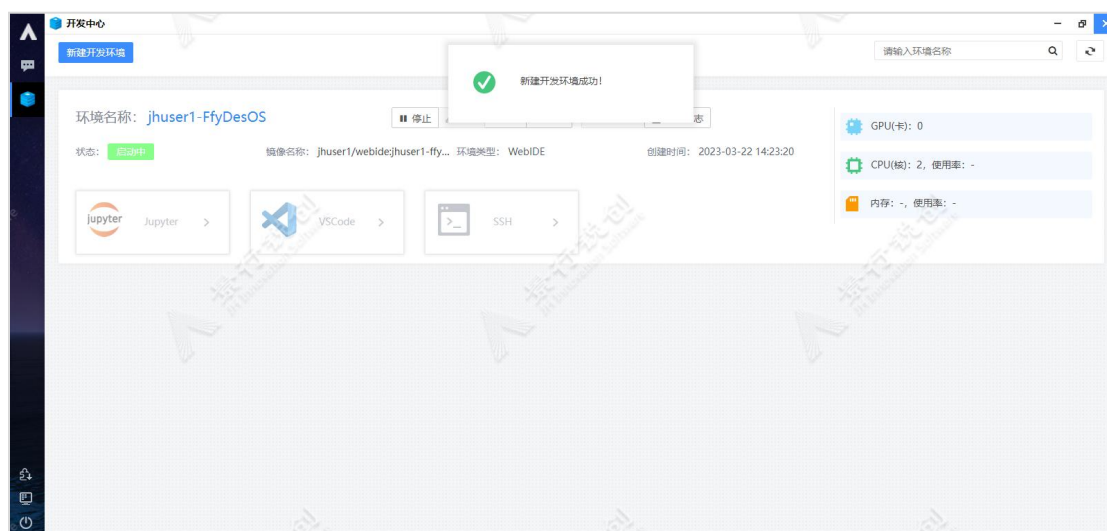 开发中心
新建开发环境
请输入环境名称
新建开发环境成功!
环境名称: jhuser1-FfyDesOS
停止
志
状态: 启动中
镜像名称: jhuser1/webide:jhuser1-ffy...
环境类型: WebIDE
创建时间: 2023-03-22 14:23:20
GPU(卡): 0
CPU(核): 2, 使用率: -
内存: -, 使用率: -
jupyter
Jupyter
VSCode
SSH